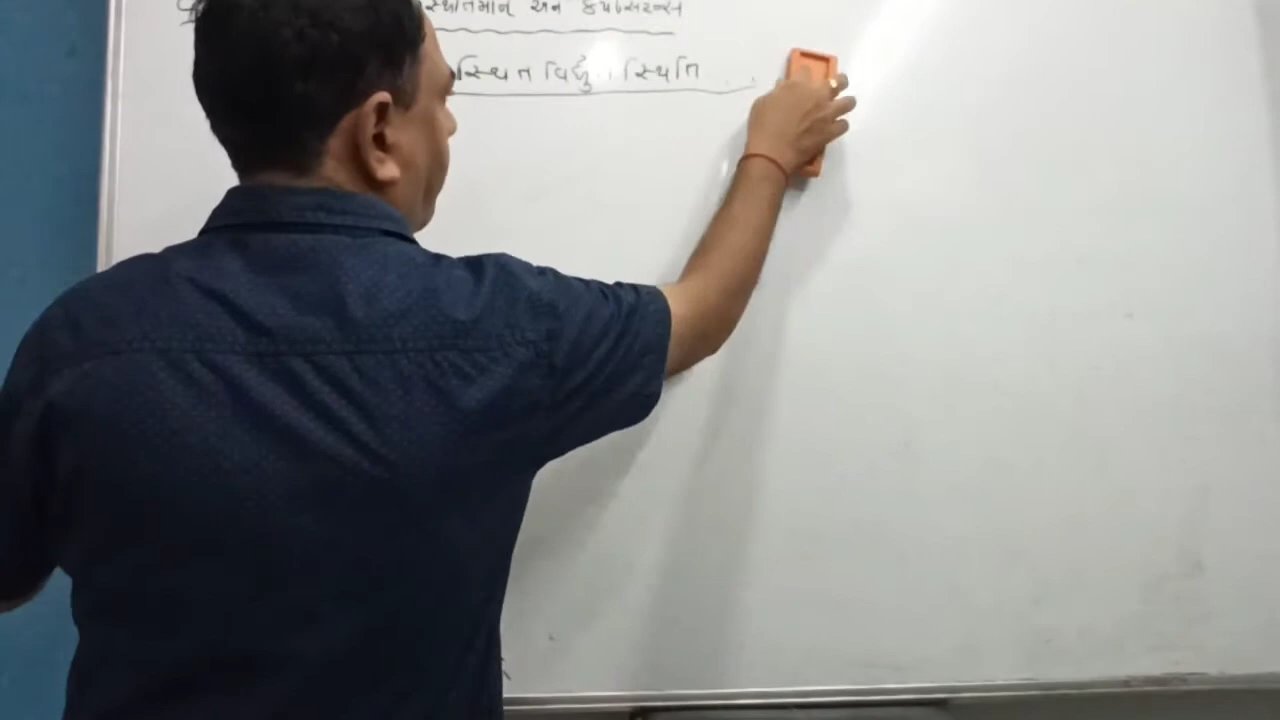 સ્થિતિમાન અને કેપેસિટન્સ
સ્થિત વિદ્યુત સ્થિતિ